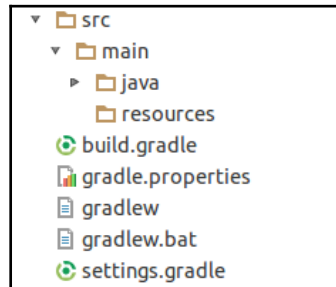 src
main
java
resources
build.gradle
gradle.properties
gradlew
gradlew.bat
settings.gradle